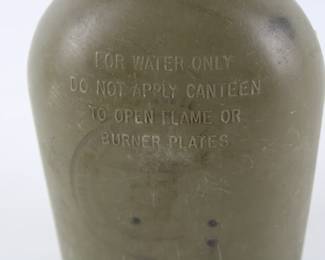 FOR WATER ONLY
DO NOT APPLY CANTEEN
TO OPEN FLAME OR
BURNER PLATES